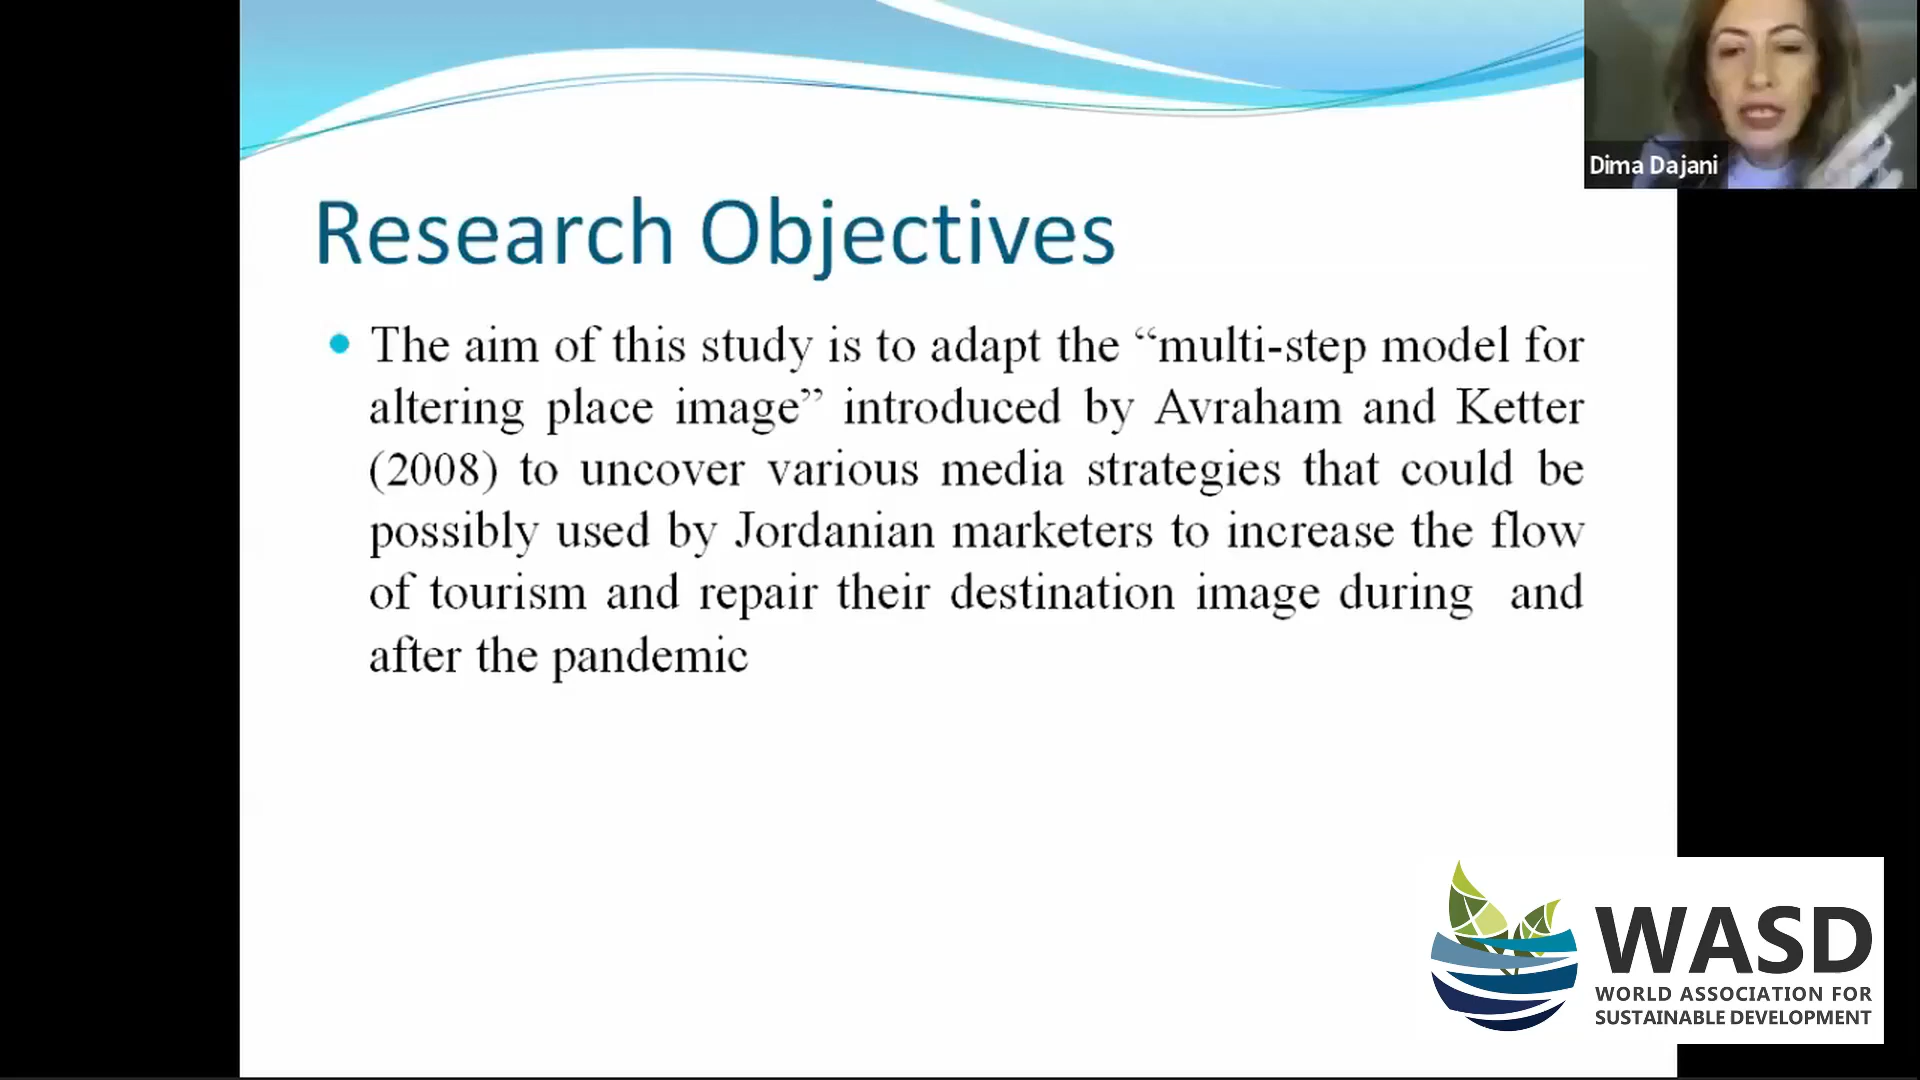 Dima Dajani
Research Objectives
• The aim of this study is to adapt the “multi-step model for
altering place image” introduced by Avraham and Ketter
(2008) to uncover various media strategies that could be
possibly used by Jordanian marketers to increase the flow
of tourism and repair their destination image during and
after the pandemic
WASD
WORLD ASSOCIATION FOR
SUSTAINABLE DEVELOPMENT